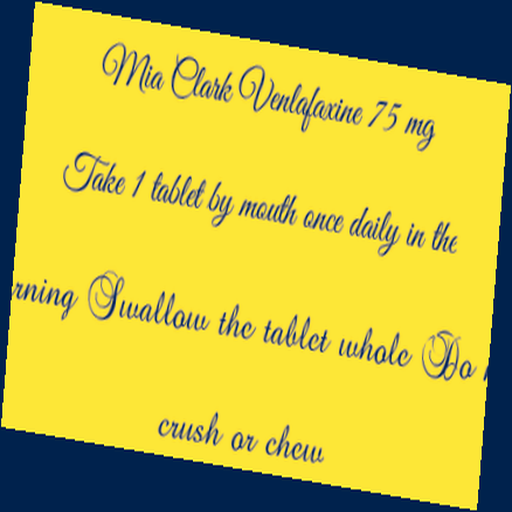 Mia Clark Venlafaxine 75 mg
Take 1 tablet by mouth once daily in the
Swallow the tablet whole Do
crush or chew